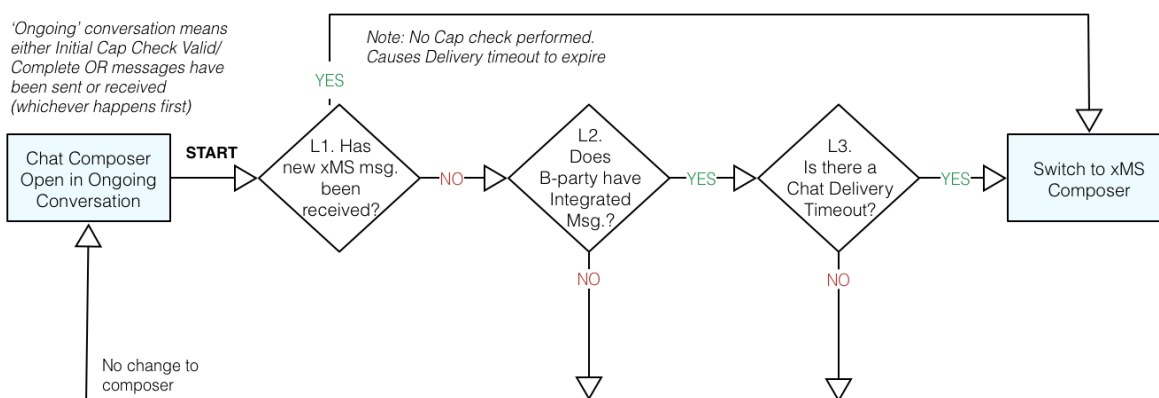 'Ongoing' conversation means
either Initial Cap Check Valid/
Complete OR messages have
been sent or received
(whichever happens first)
Note: No Cap check performed.
Causes Delivery timeout to expire
YES
Chat Composer
Open in Ongoing
Conversation
START
L1. Has
new xMS msg.
been
received?
NO
L2.
Does
B-party have
Integrated
Msg.?
YES
L3.
Is there a
Chat Delivery
Timeout?
YES
Switch to xMS
Composer
NO
NO
No change to
composer